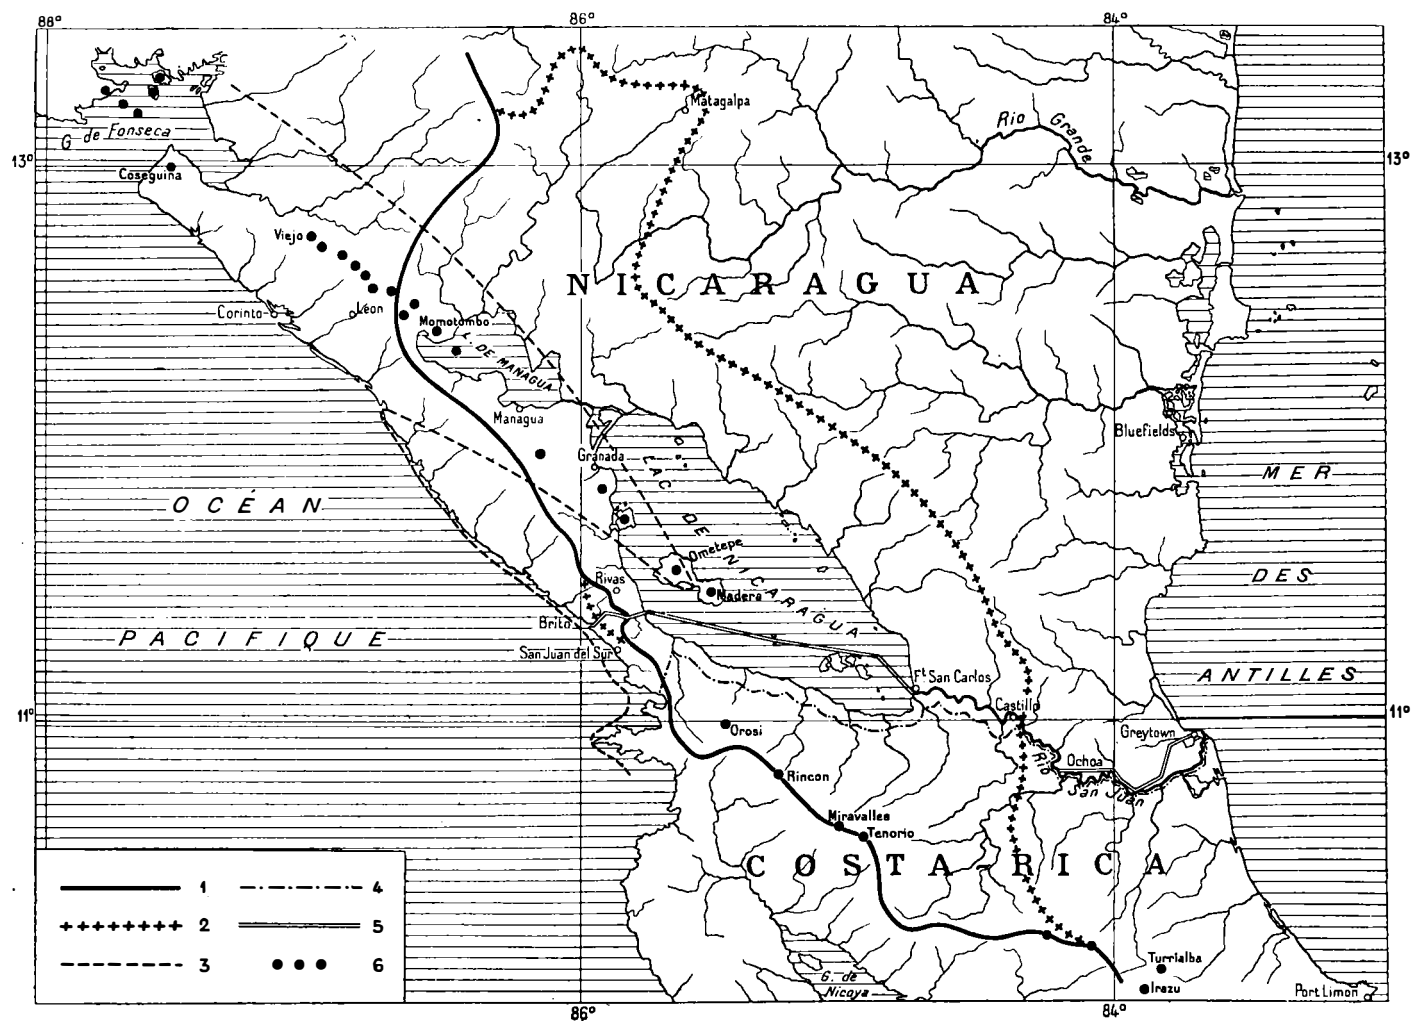 88°
86°
84°
Matagalpa
Rio Grande
G. de Fonseca
13°
13°
Coseguina
Viejo
NICARAGUA
Corinto
Léon
Momotombo
L. DE MANAGUA
Managua
Bluefields
Granada
LAC DE NICARAGUA
MER
OCÉAN
Ometepe
DES
Rivas
Madera
Brito
PACIFIQUE
San Juan del Sur
Ft San Carlos
ANTILLES
Castillo
11°
11°
Orosi
Greytown
Ochoa
Rio San Juan
Rincon
Miravalles
Tenorio
COSTA-RICA
1
4
2
5
3
6
Turrialba
G. de
Nicoya
Irazu
Port Limon
86°
84°